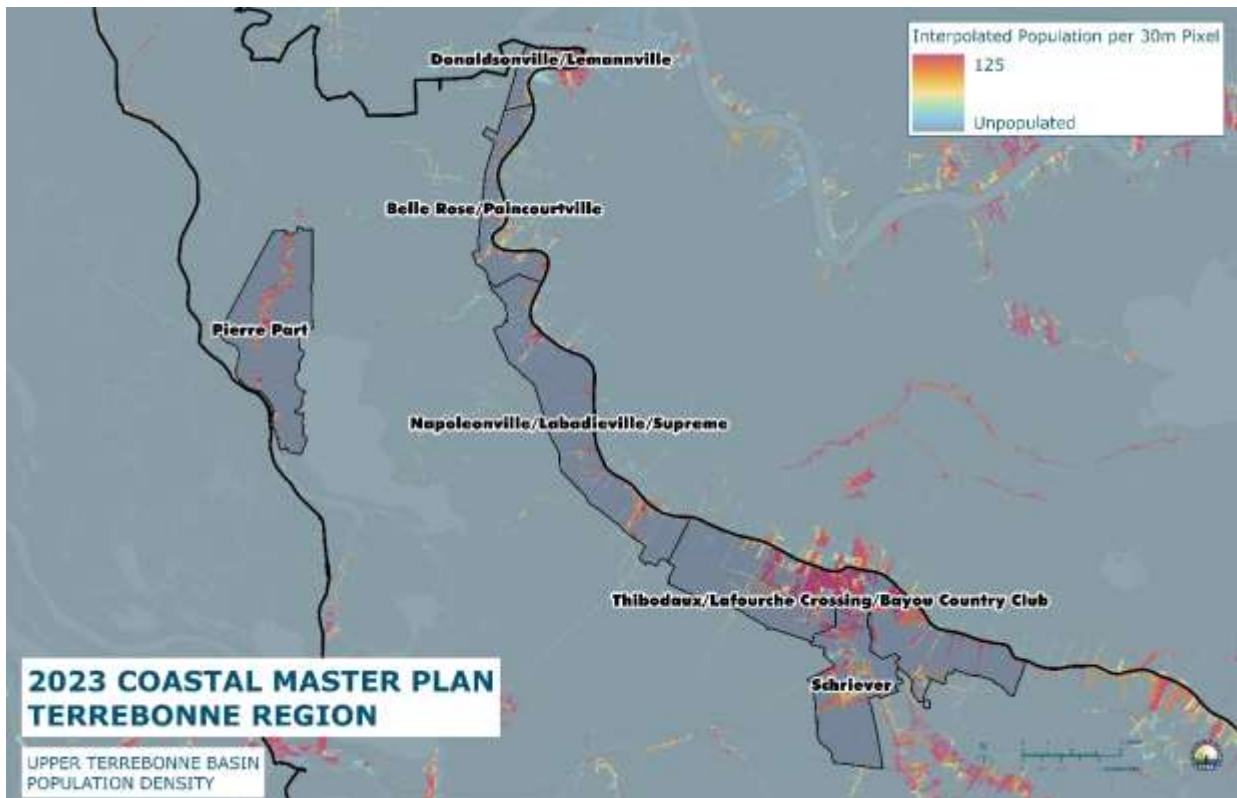 Interpolated Population per 30m Pixel
125
Unpopulated
Donaldsonville/Lemannville
Belle Rose/Paincourtville
Pierre Part
Napoleonville/Labadieville/Supreme
Thibodaux/Lafourche Crossing/Bayou Country Club
Schriever
2023 COASTAL MASTER PLAN
TERREBONNE REGION
UPPER TERREBONNE BASIN
POPULATION DENSITY